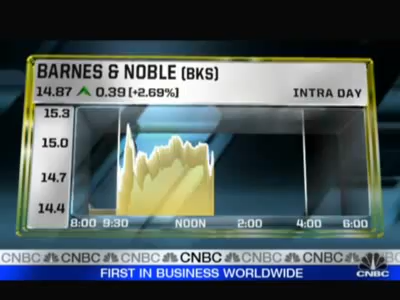 BARNES & NOBLE (BKS)
14.87 ▲ 0.39 [+2.69%] INTRA DAY
15.3
15.0
14.7
14.4
8:00 9:30 NOON 2:00 4:00 6:00
CNBC CNBC CNBC CNBC CNBC CNBC CNBC
FIRST IN BUSINESS WORLDWIDE
CNBC